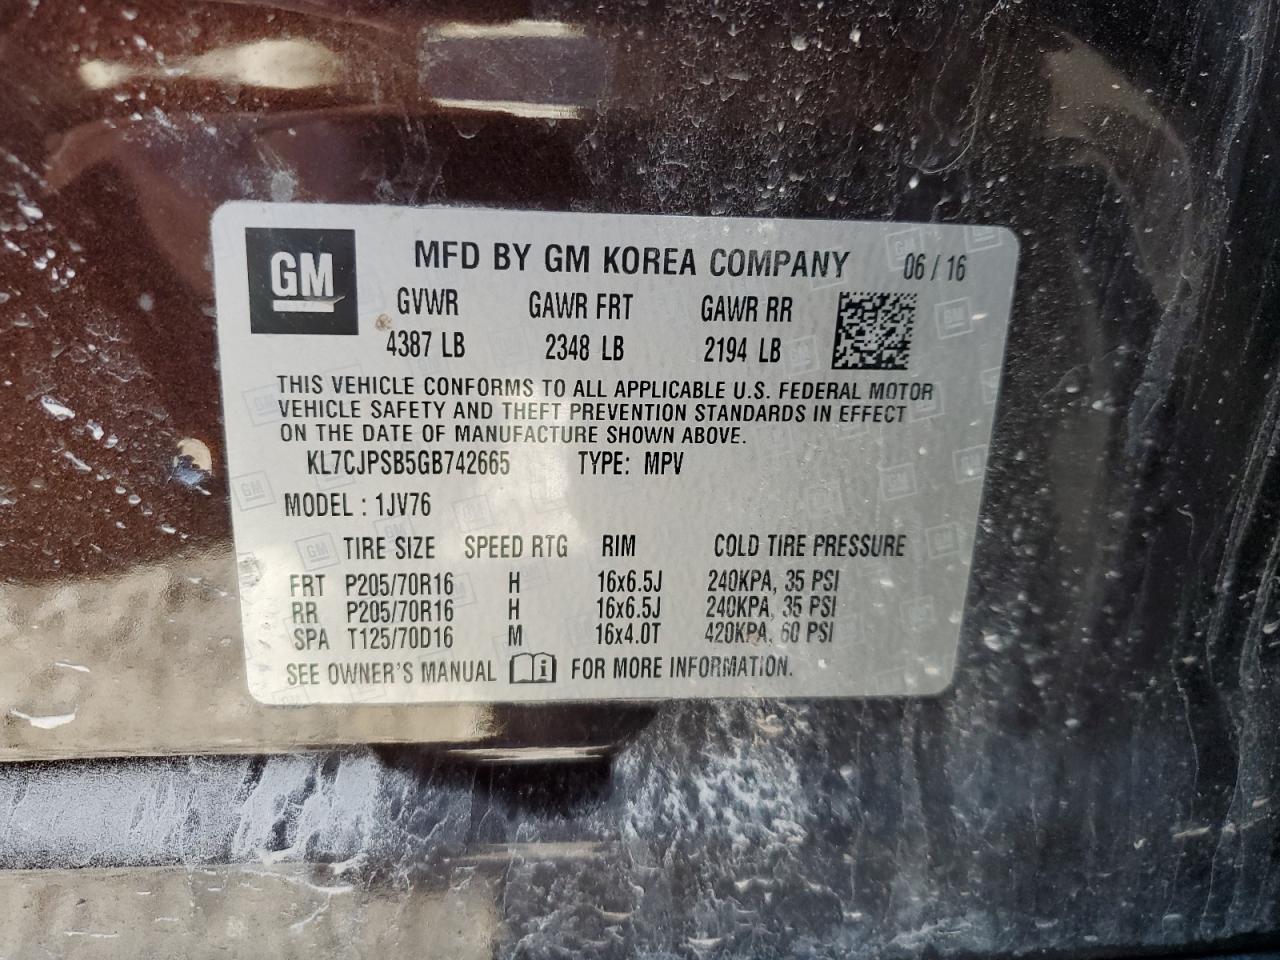 GM
MFD BY GM KOREA COMPANY 06 / 16
GVWR GAWR FRT GAWR RR
4387 LB 2348 LB 2194 LB
THIS VEHICLE CONFORMS TO ALL APPLICABLE U.S. FEDERAL MOTOR
VEHICLE SAFETY AND THEFT PREVENTION STANDARDS IN EFFECT
ON THE DATE OF MANUFACTURE SHOWN ABOVE.
KL7CJPSB5GB742665 TYPE: MPV
MODEL : 1JV76
TIRE SIZE SPEED RTG RIM COLD TIRE PRESSURE
FRT P205/70R16 H 16x6.5J 240KPA, 35 PSI
RR P205/70R16 H 16x6.5J 240KPA, 35 PSI
SPA T125/70D16 M 16x4.0T 420KPA, 60 PSI
SEE OWNER'S MANUAL FOR MORE INFORMATION.